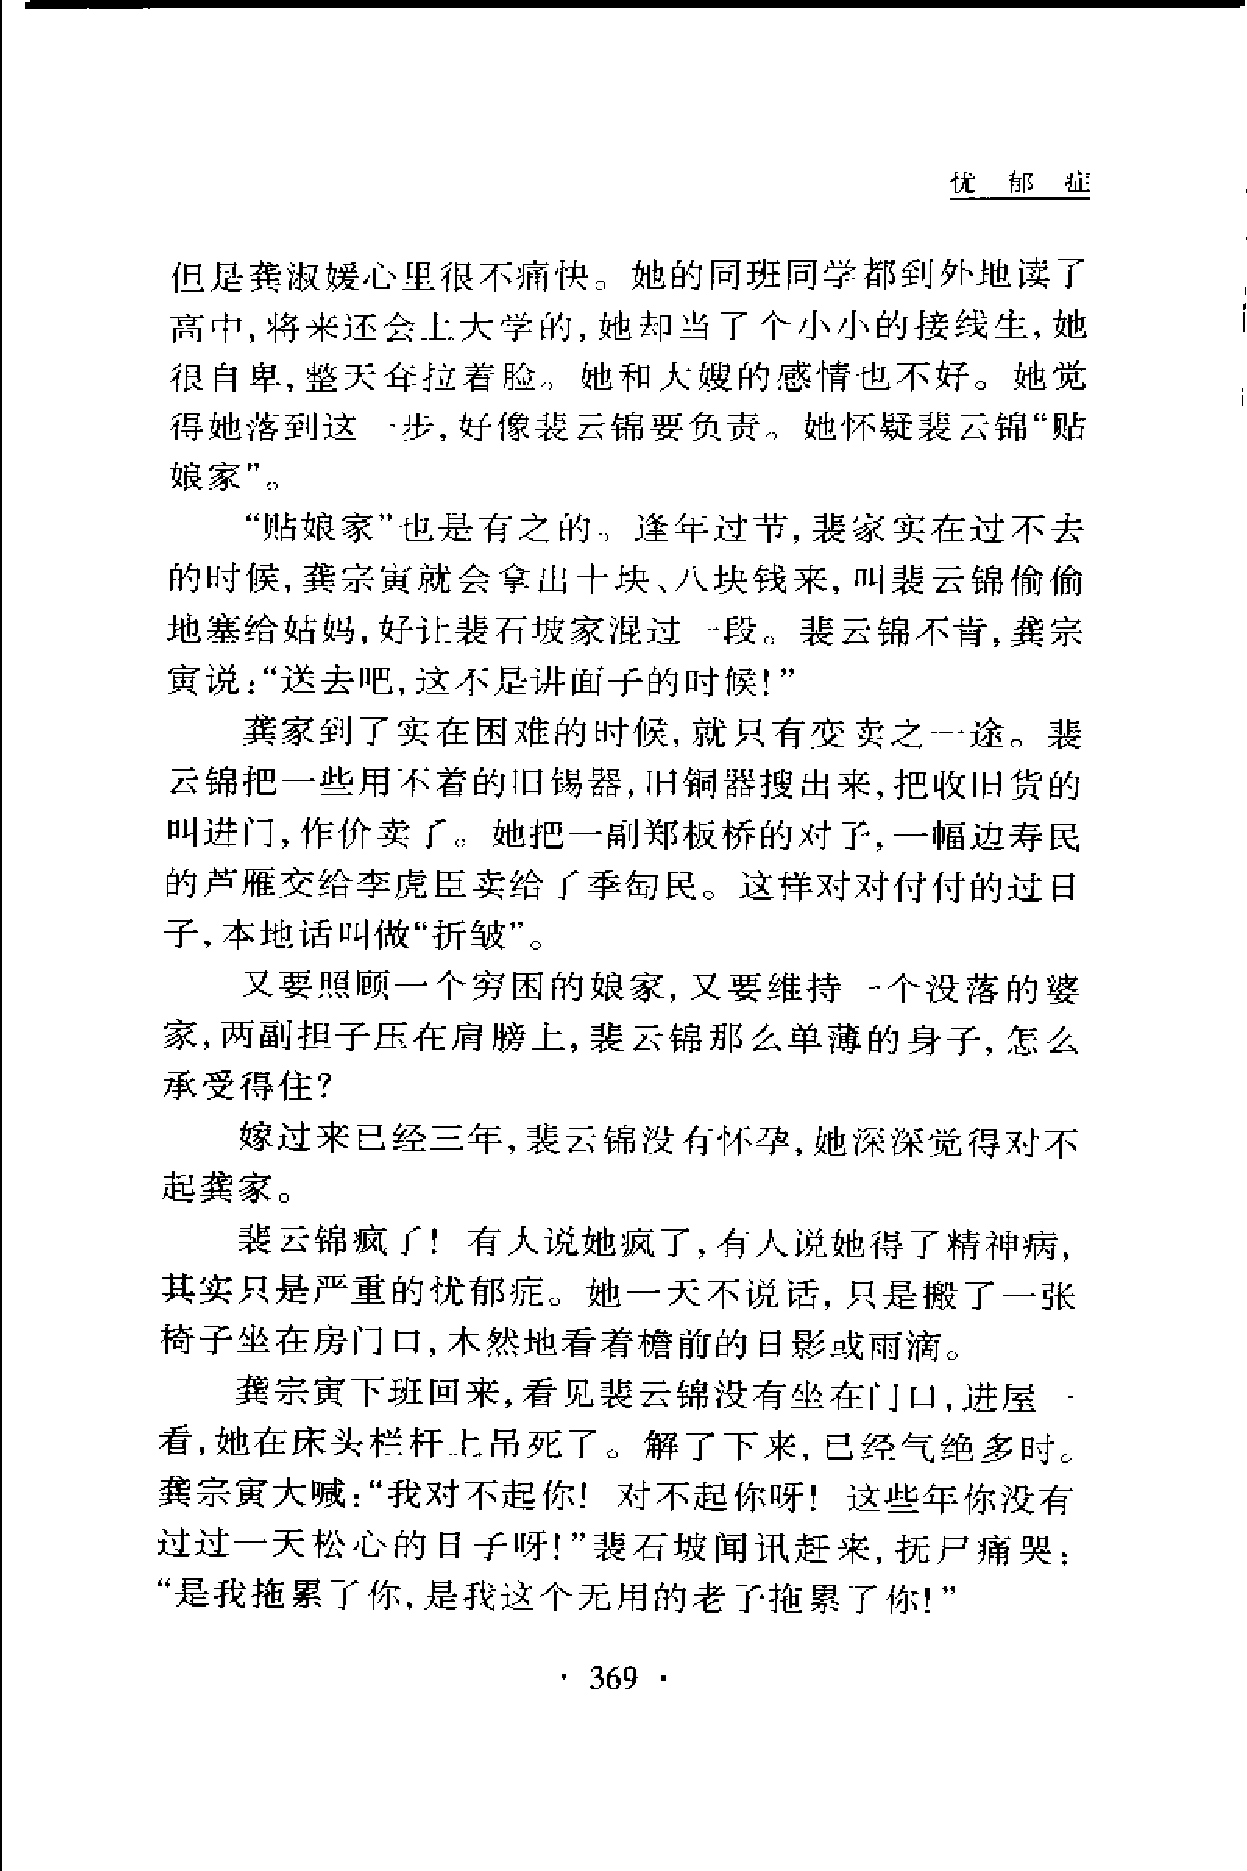 忧 郁 症
但是龚淑媛心里很不痛快。她的同班同学都到外地读了
高中,将来还会上大学的,她却当了个小小的接线生,她
很自卑,整天耷拉着脸。她和大嫂的感情也不好。她觉
得她落到这一步,好像裴云锦要负责。她怀疑裴云锦“贴
娘家”。
“贴娘家”也是有之的。逢年过节,裴家实在过不去
的时候,龚宗寅就会拿出十块、八块钱来,叫裴云锦偷偷
地塞给姑妈,好让裴石坡家混过一段。裴云锦不肯,龚宗
寅说:“送去吧,这不是讲面子的时候!”
龚家到了实在困难的时候,就只有变卖之一途。裴
云锦把一些用不着的旧锡器,旧铜器搜出来,把收旧货的
叫进门,作价卖了。她把一副郑板桥的对子,一幅边寿民
的芦雁交给李虎臣卖给了季匋民。这样对对付付的过日
子,本地话叫做“折皱”。
又要照顾一个穷困的娘家,又要维持一个没落的婆
家,两副担子压在肩膀上,裴云锦那么单薄的身子,怎么
承受得住?
嫁过来已经三年,裴云锦没有怀孕,她深深觉得对不
起龚家。
裴云锦疯了! 有人说她疯了,有人说她得了精神病,
其实只是严重的忧郁症。她一天不说话,只是搬了一张
椅子坐在房门口,木然地看着檐前的日影或雨滴。
龚宗寅下班回来,看见裴云锦没有坐在门口,进屋一
看,她在床头栏杆上吊死了。解了下来,已经气绝多时。
龚宗寅大喊:“我对不起你! 对不起你呀! 这些年你没有
过过一天松心的日子呀!”裴石坡闻讯赶来,抚尸痛哭:
“是我拖累了你,是我这个无用的老子拖累了你!”
· 369 ·